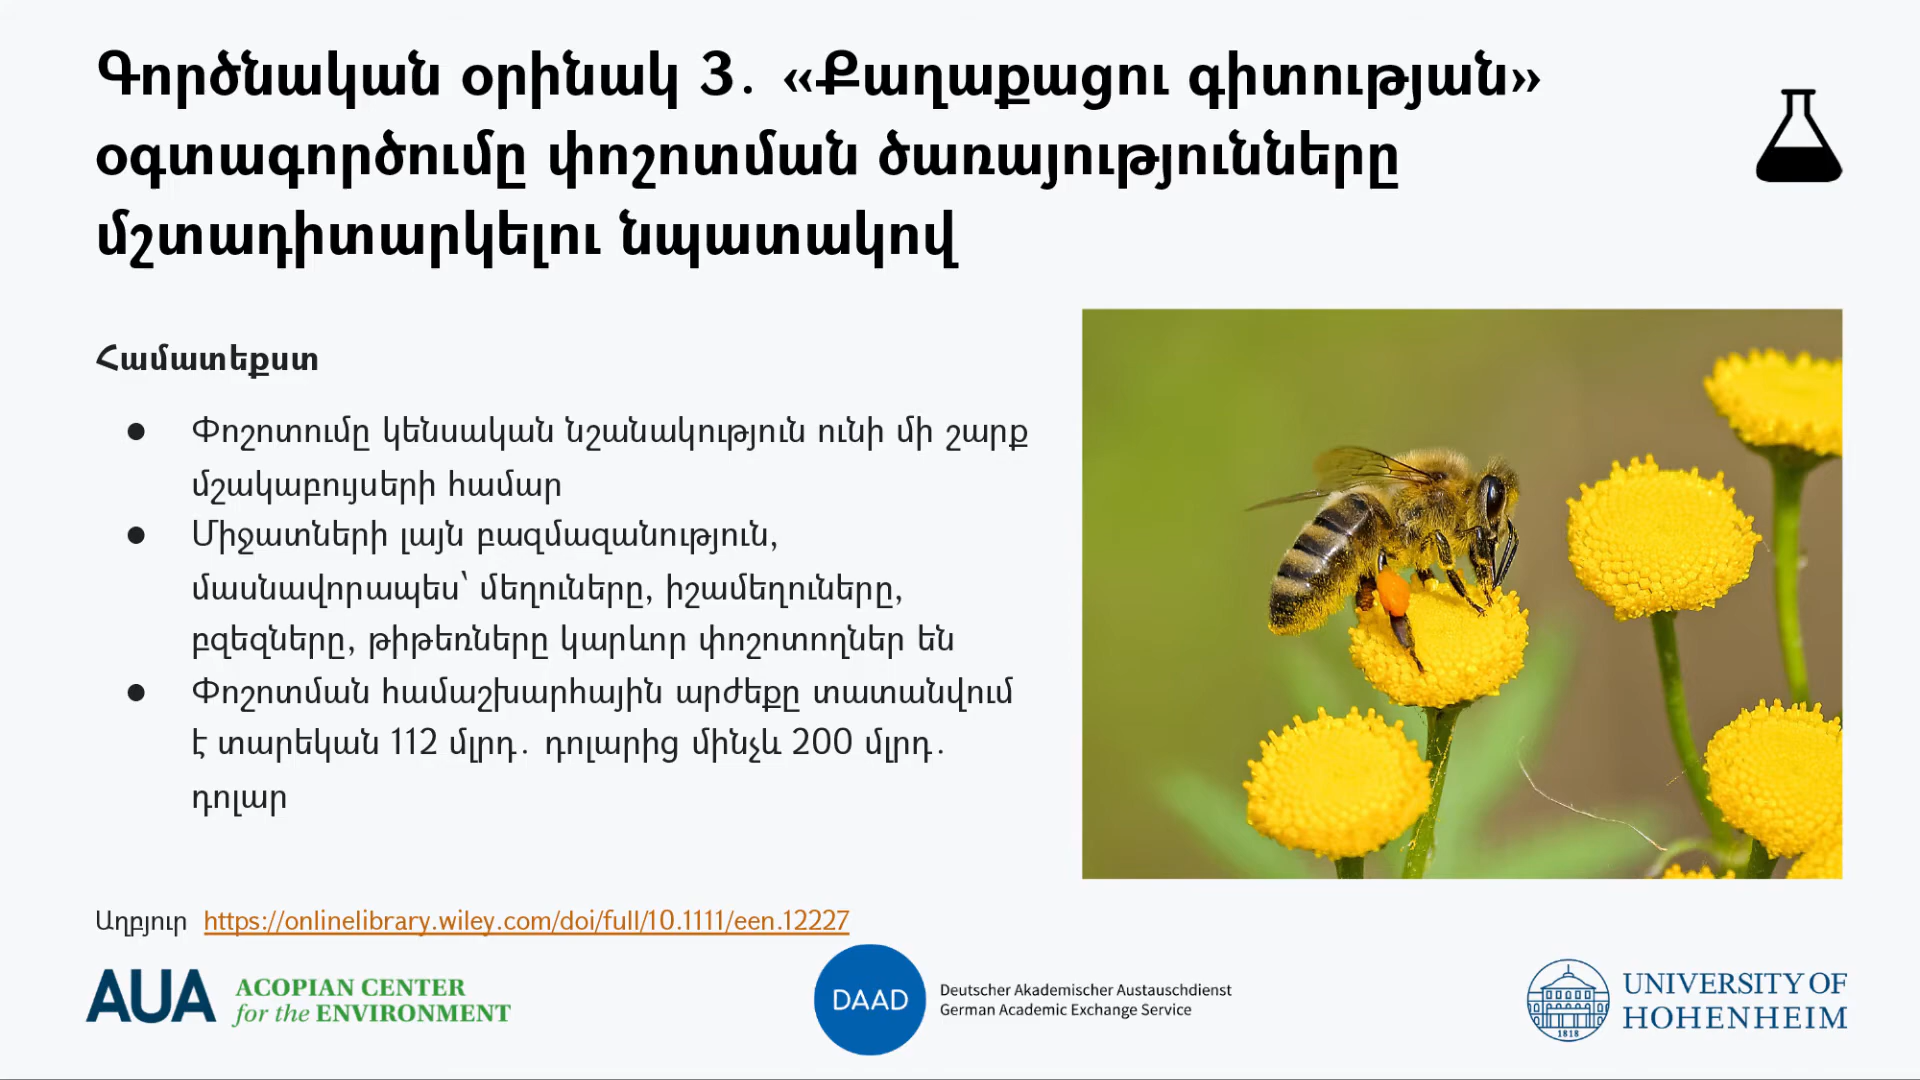 Գործնական օրինակ 3. «Քաղաքացու գիտության»
օգտագործումը փոշոտման ծառայությունները
մշտադիտարկելու նպատակով
Համատեքստ
● Փոշոտումը կենսական նշանակություն ունի մի շարք
մշակաբույսերի համար
● Միջատների լայն բազմազանություն,
մասնավորապես՝ մեղուները, իշամեղուները,
բզեզները, թիթեռները կարևոր փոշոտողներ են
● Փոշոտման համաշխարհային արժեքը տատանվում
է տարեկան 112 մլրդ. դոլարից մինչև 200 մլրդ.
դոլար
Աղբյուր https://onlinelibrary.wiley.com/doi/full/10.1111/een.12227
AUA ACOPIAN CENTER
for the ENVIRONMENT
DAAD
Deutscher Akademischer Austauschdienst
German Academic Exchange Service
1818
UNIVERSITY OF
HOHENHEIM